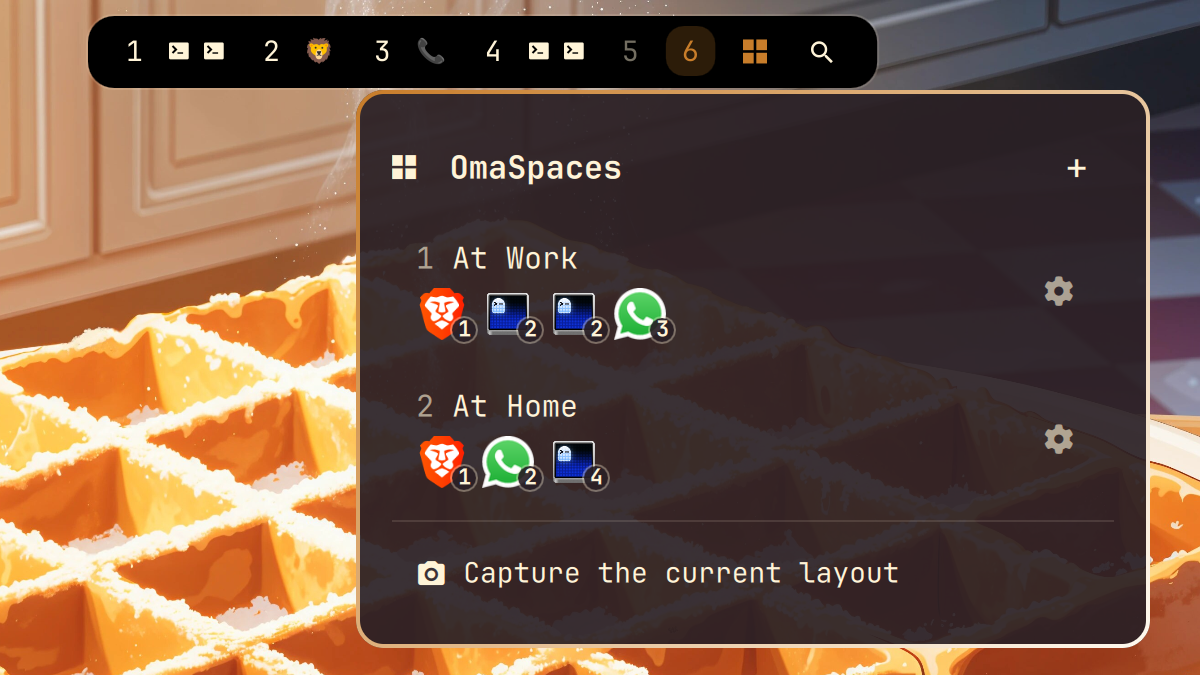 1 2 3 4 5 6
OmaSpaces +
1 At Work
1 2 2 3
2 At Home
1 2 4
Capture the current layout